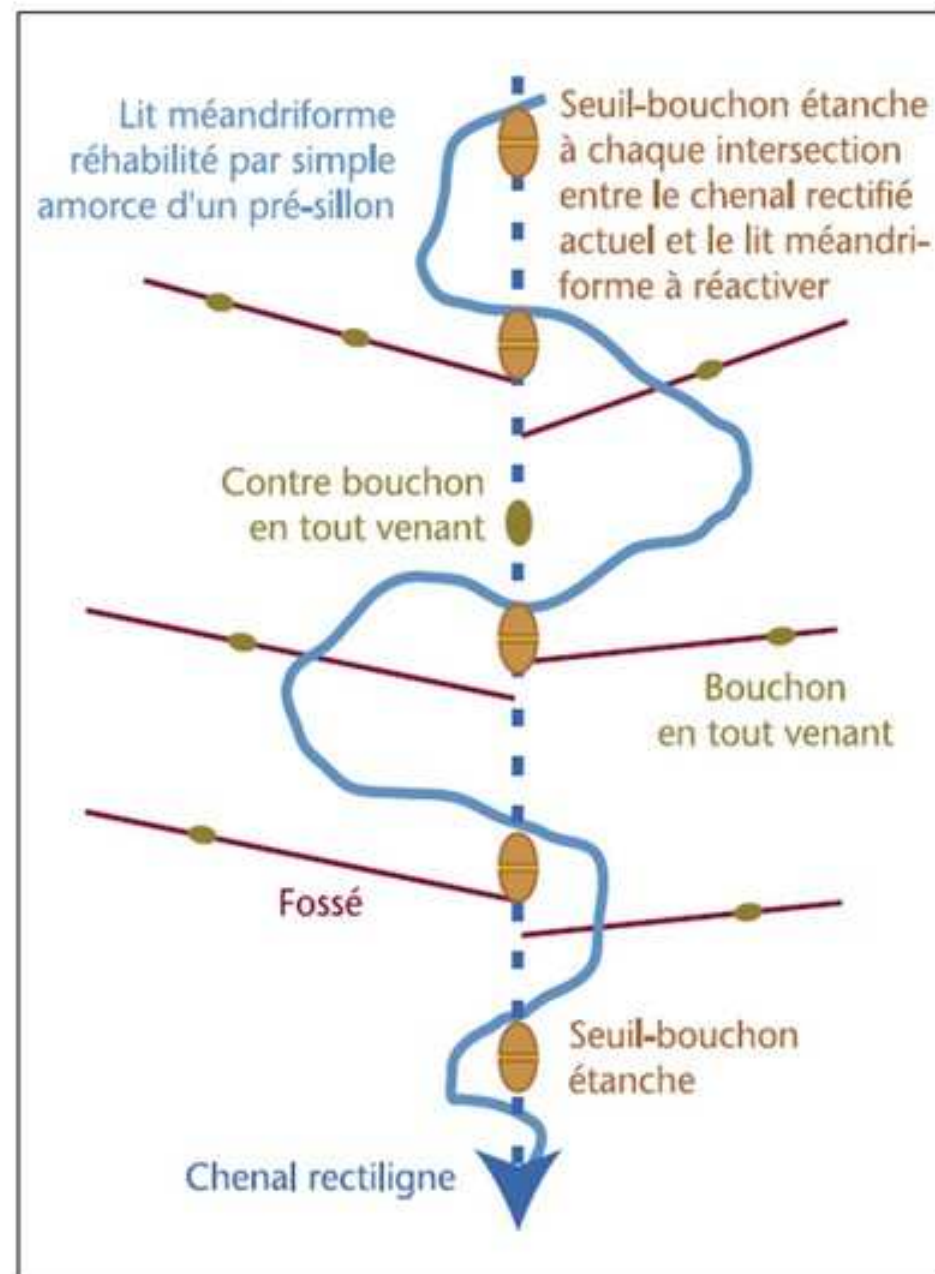 Lit méandriforme
réhabilité par simple
amorce d'un pré-sillon
Seuil-bouchon étanche
à chaque intersection
entre le chenal rectifié
actuel et le lit méandri-
forme à réactiver
Contre bouchon
en tout venant
Bouchon
en tout venant
Fossé
Seuil-bouchon
étanche
Chenal rectiligne